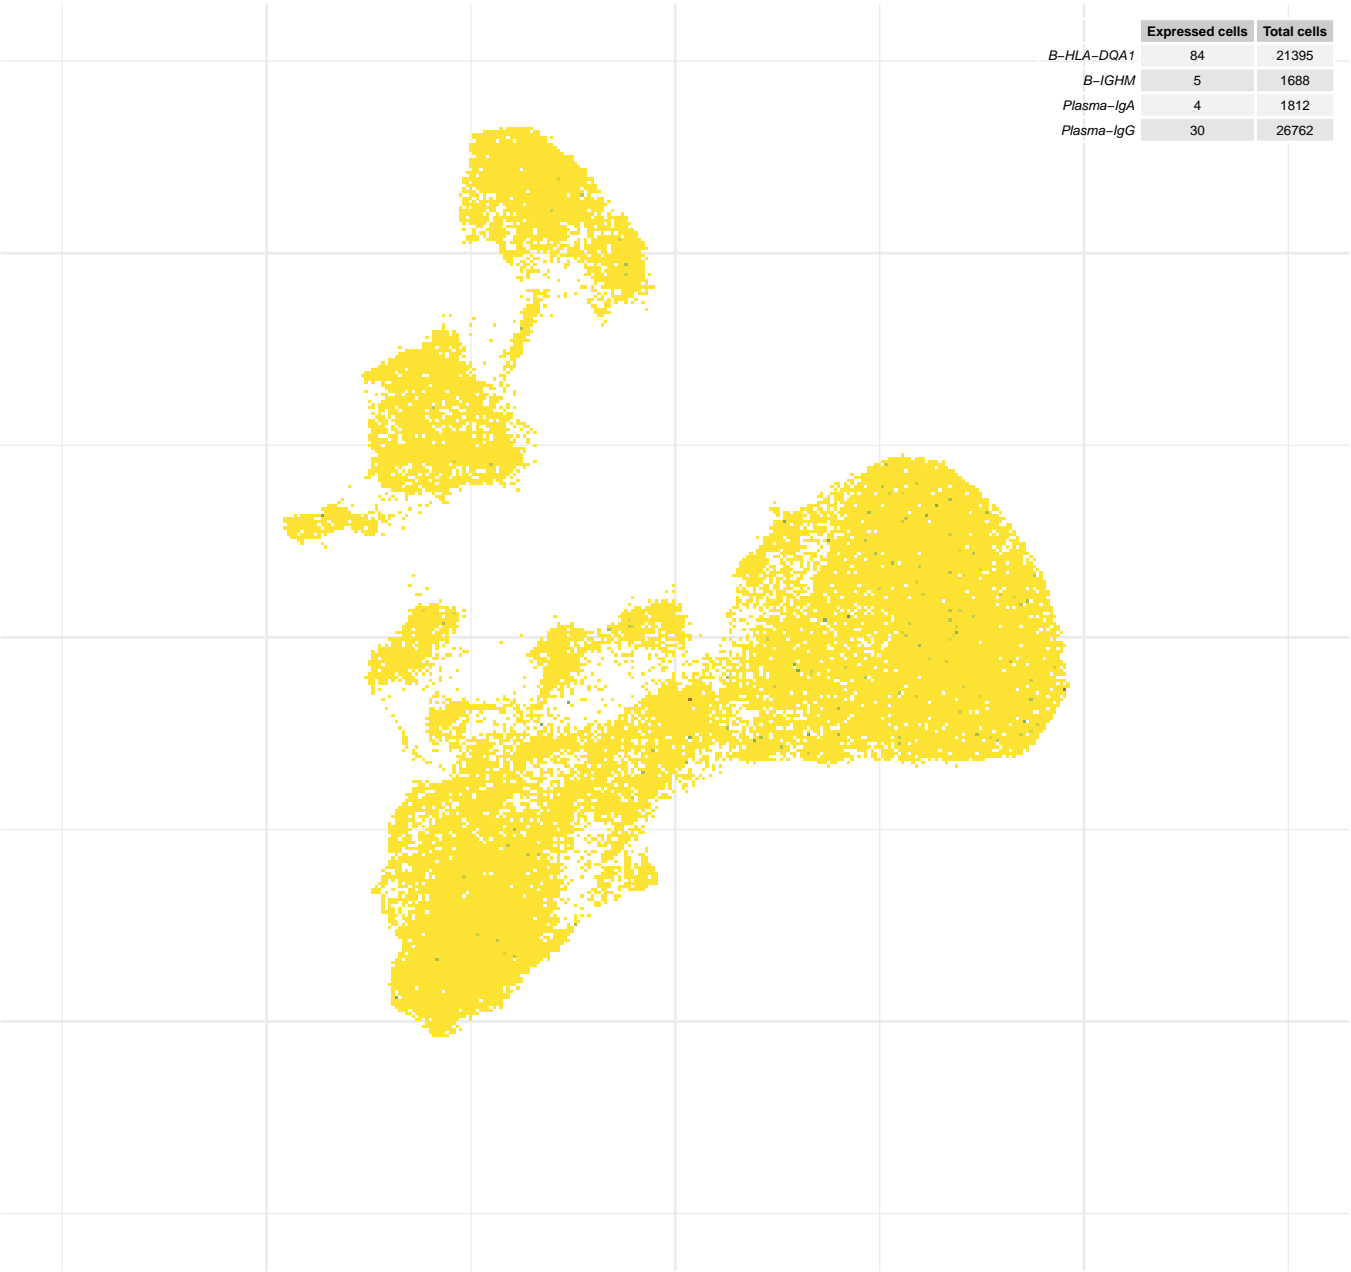 Expressed cells Total cells
B−HLA−DQA1 84 21395
B−IGHM 5 1688
Plasma−IgA 4 1812
Plasma−IgG 30 26762